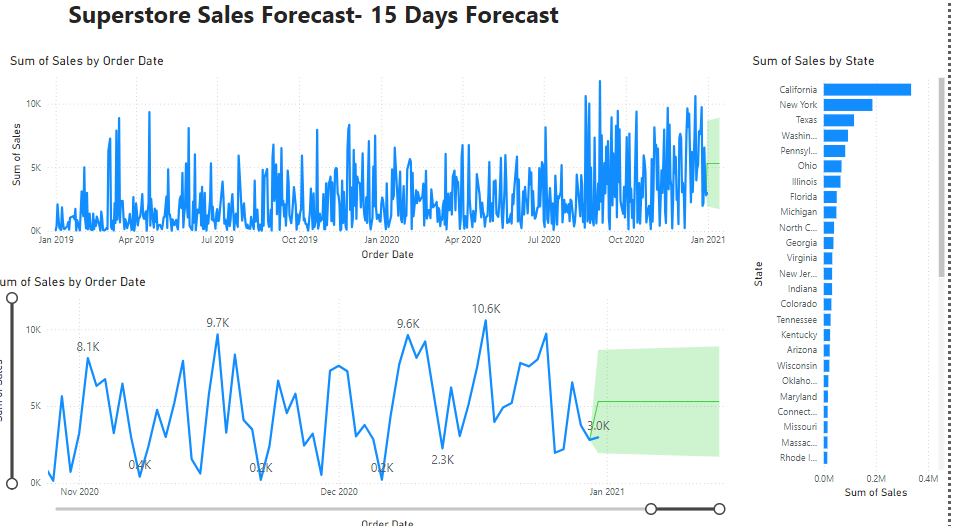 Superstore Sales Forecast- 15 Days Forecast
Sum of Sales by Order Date
Sum of Sales
10K
5K
0K
Jan 2019 Apr 2019 Jul 2019 Oct 2019 Jan 2020 Apr 2020 Jul 2020 Oct 2020 Jan 2021
Order Date
um of Sales by Order Date
10K
5K
0K
8.1K
0.4K
9.7K
0.2K
0.2K
9.6K
2.3K
10.6K
3.0K
Nov 2020 Dec 2020 Jan 2021
Order Date
Sum of Sales by State
State
California
New York
Texas
Washin...
Pennsyl...
Ohio
Illinois
Florida
Michigan
North C...
Georgia
Virginia
New Jer...
Indiana
Colorado
Tennessee
Kentucky
Arizona
Wisconsin
Oklaho...
Maryland
Connect...
Missouri
Massac...
Rhode I...
0.0M 0.2M 0.4M
Sum of Sales